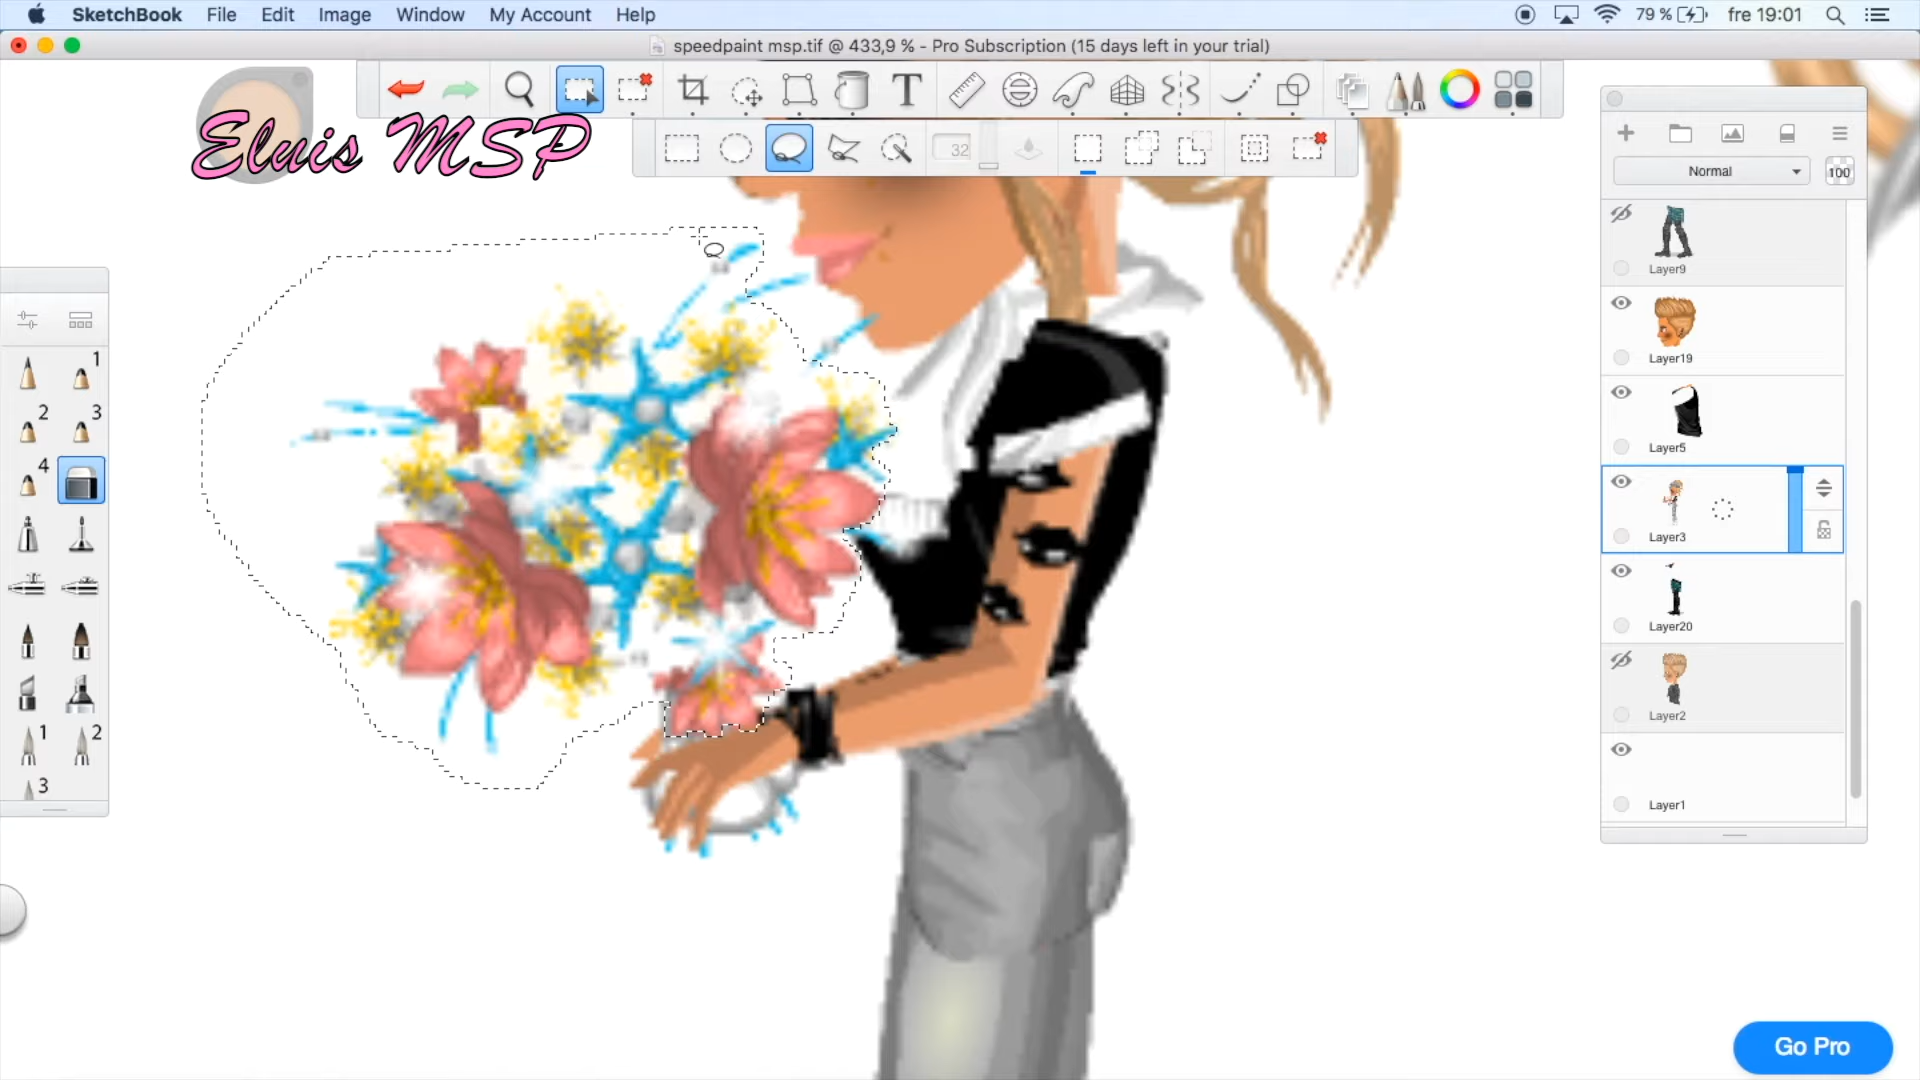 SketchBook File Edit Image Window My Account Help 79 % fre 19:01
speedpaint msp.tif @ 433,9 % - Pro Subscription (15 days left in your trial)
T
Elvis MSP
32
Normal 100
Layer9
Layer19
Layer5
Layer3
Layer20
Layer2
Layer1
1
2 3
4
1 2
3
Go Pro